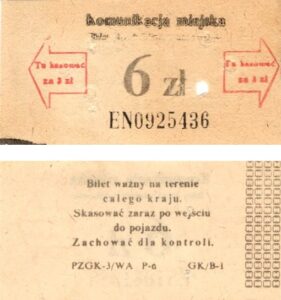 komunikacja miejska
Tu kasować
za 3 zł
6 zł
Tu kasować
za 3 zł
EN0925436
Bilet ważny na terenie
całego kraju.
Skasować zaraz po wejściu
do pojazdu.
Zachować dla kontroli.
PZGK-3/WA P-6 GK/B-1